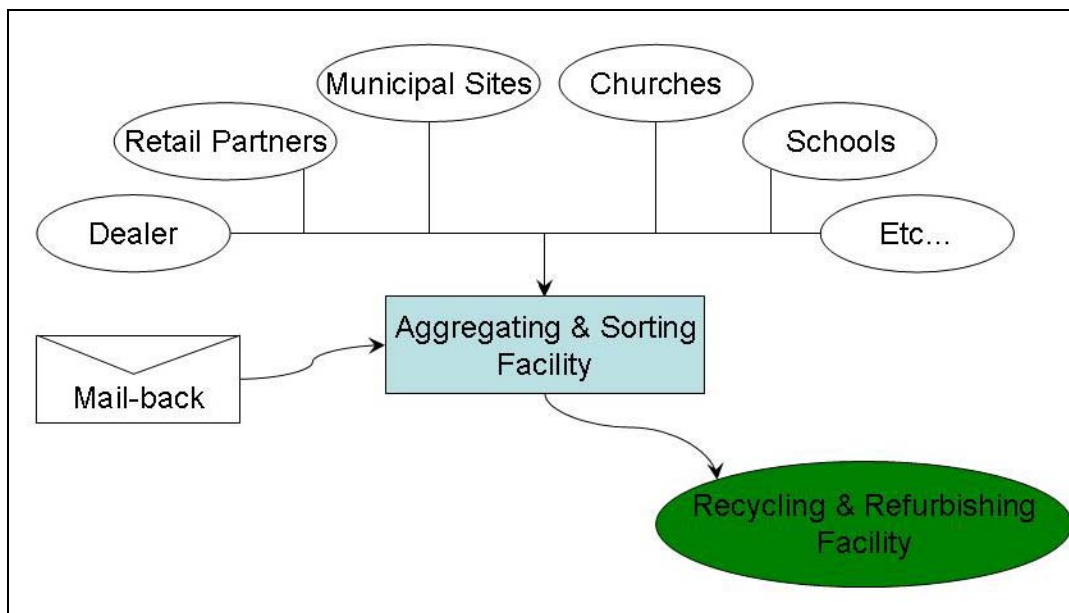 Municipal Sites
Churches
Retail Partners
Schools
Dealer
Etc...
Aggregating & Sorting
Facility
Mail-back
Recycling & Refurbishing
Facility